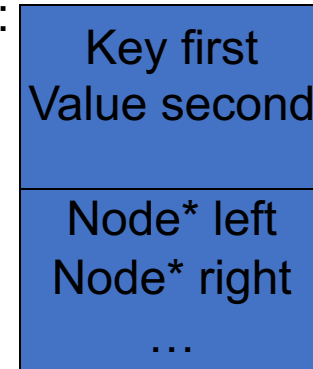 :
Key first
Value second
Node* left
Node* right
…